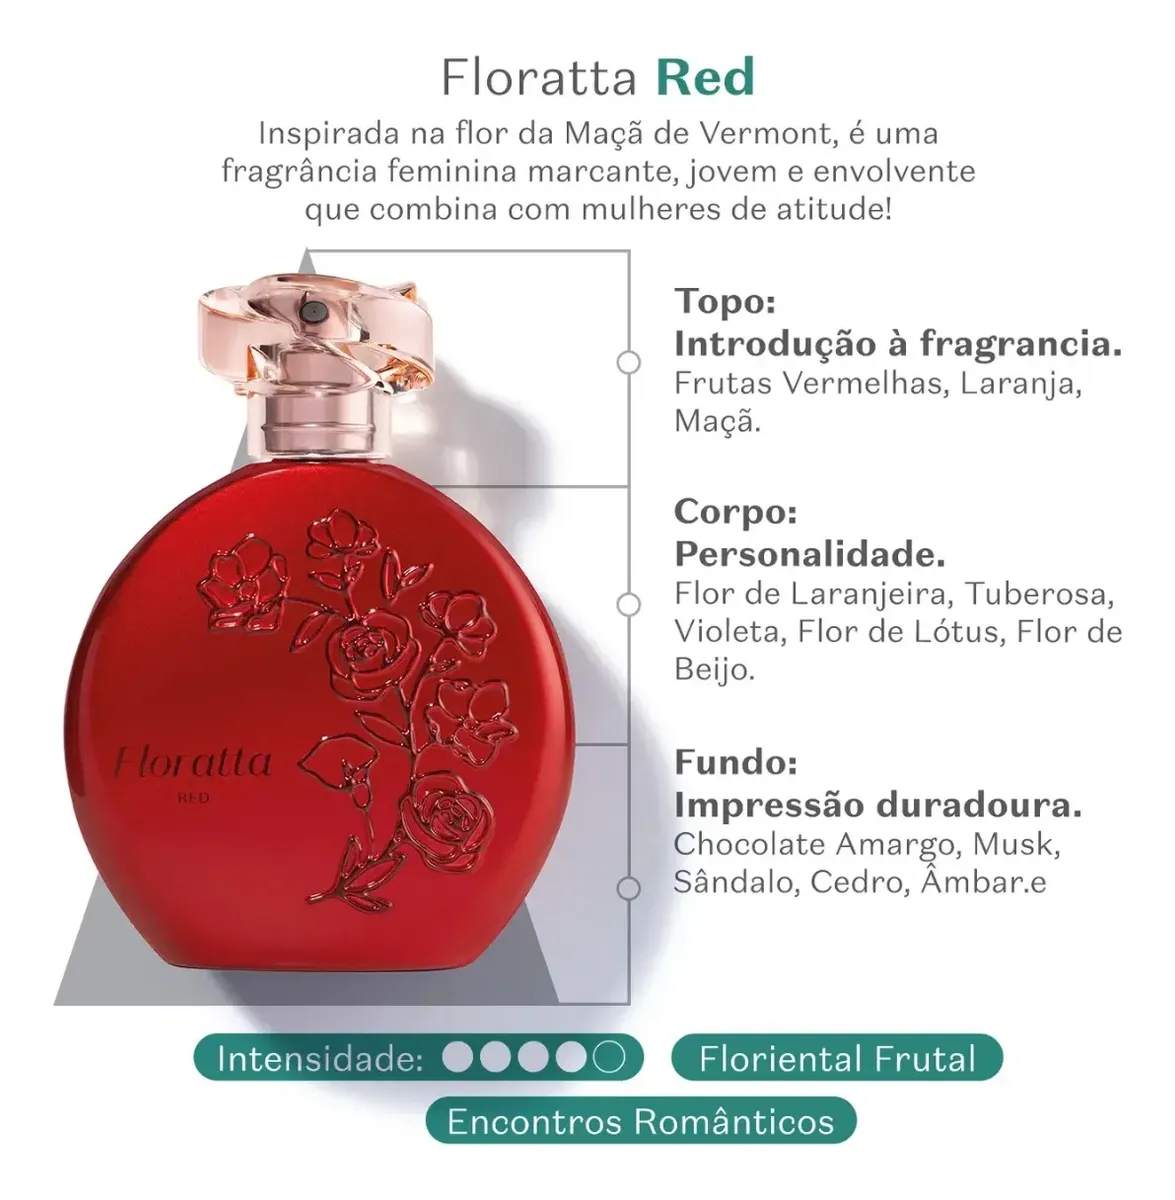 Floratta Red
Inspirada na flor da Maçã de Vermont, é uma
fragrância feminina marcante, jovem e envolvente
que combina com mulheres de atitude!
Topo:
Introdução à fragrancia.
Frutas Vermelhas, Laranja,
Maçã.
Corpo:
Personalidade.
Flor de Laranjeira, Tuberosa,
Violeta, Flor de Lótus, Flor de
Beijo.
Floratta
RED
Fundo:
Impressão duradoura.
Chocolate Amargo, Musk,
Sândalo, Cedro, Âmbar.e
Intensidade:
Floriental Frutal
Encontros Românticos